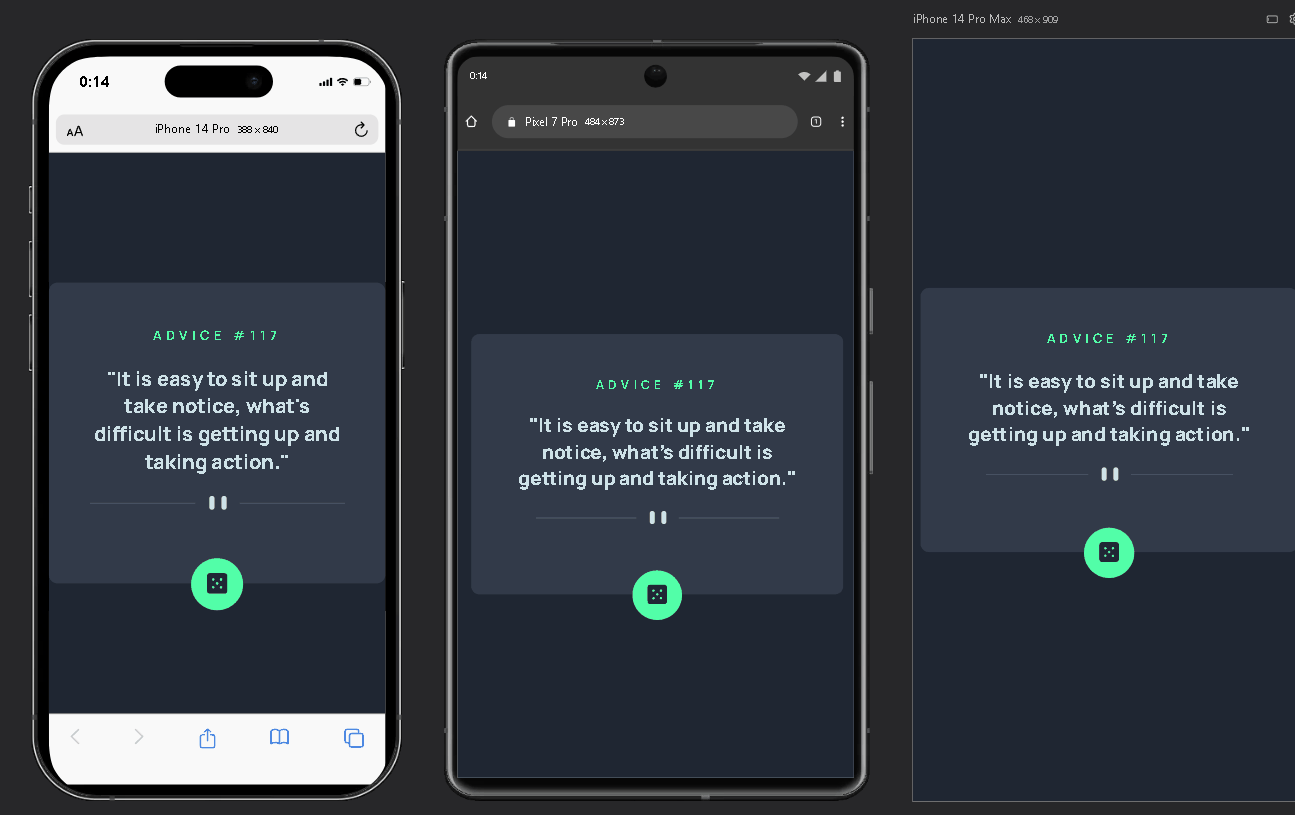 iPhone 14 Pro Max 468 × 909
0:14
AA
iPhone 14 Pro 388 × 840
ADVICE #117
"It is easy to sit up and
take notice, what's
difficult is getting up and
taking action."
0:14
Pixel 7 Pro 484×873
1
ADVICE #117
"It is easy to sit up and take
notice, what's difficult is
getting up and taking action."
ADVICE #117
"It is easy to sit up and take
notice, what's difficult is
getting up and taking action."